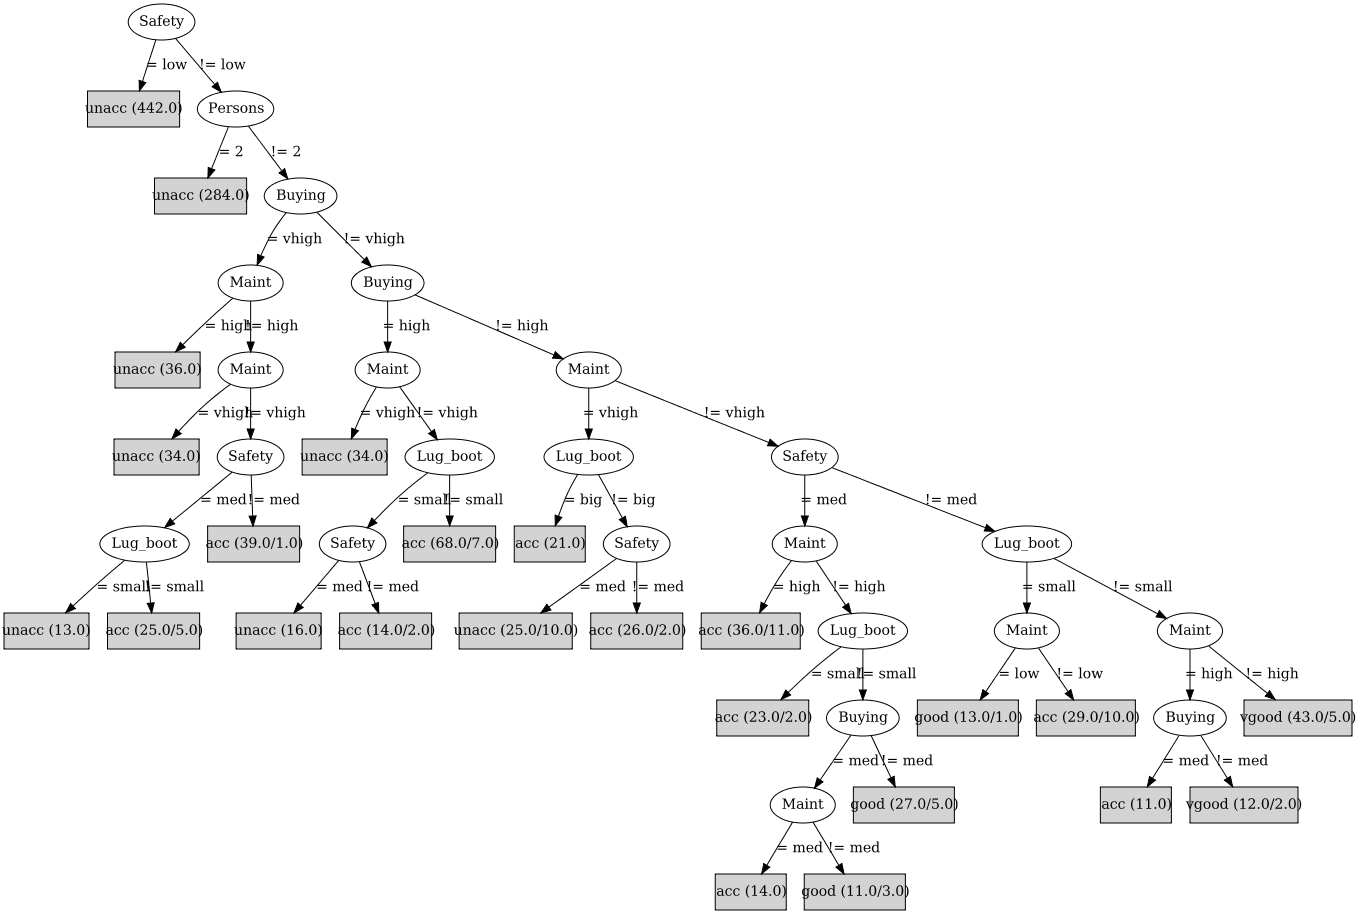 Safety
= low
!= low
unacc (442.0)
Persons
= 2
!= 2
unacc (284.0)
Buying
= vhigh
!= vhigh
Maint
Buying
= high
!= high
= high
!= high
unacc (36.0)
Maint
Maint
Maint
= vhigh
!= vhigh
= vhigh
!= vhigh
= vhigh
!= vhigh
unacc (34.0)
Safety
unacc (34.0)
Lug_boot
Lug_boot
Safety
= med
!= med
= small
!= small
= big
!= big
= med
!= med
Lug_boot
acc (39.0/1.0)
Safety
acc (68.0/7.0)
acc (21.0)
Safety
Maint
Lug_boot
= small
!= small
= med
!= med
= med
!= med
= high
!= high
= small
!= small
unacc (13.0)
acc (25.0/5.0)
unacc (16.0)
acc (14.0/2.0)
unacc (25.0/10.0)
acc (26.0/2.0)
acc (36.0/11.0)
Lug_boot
Maint
Maint
= small
!= small
= low
!= low
= high
!= high
acc (23.0/2.0)
Buying
good (13.0/1.0)
acc (29.0/10.0)
Buying
vgood (43.0/5.0)
= med
!= med
= med
!= med
Maint
good (27.0/5.0)
acc (11.0)
vgood (12.0/2.0)
= med
!= med
acc (14.0)
good (11.0/3.0)